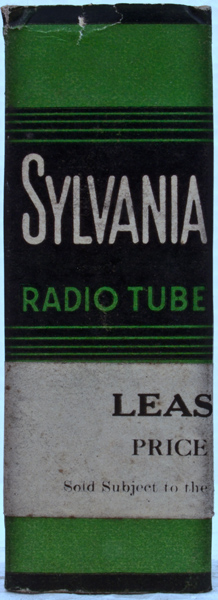 SYLVANIA
RADIO TUBE
LEAS
PRICE
Sold Subject to the